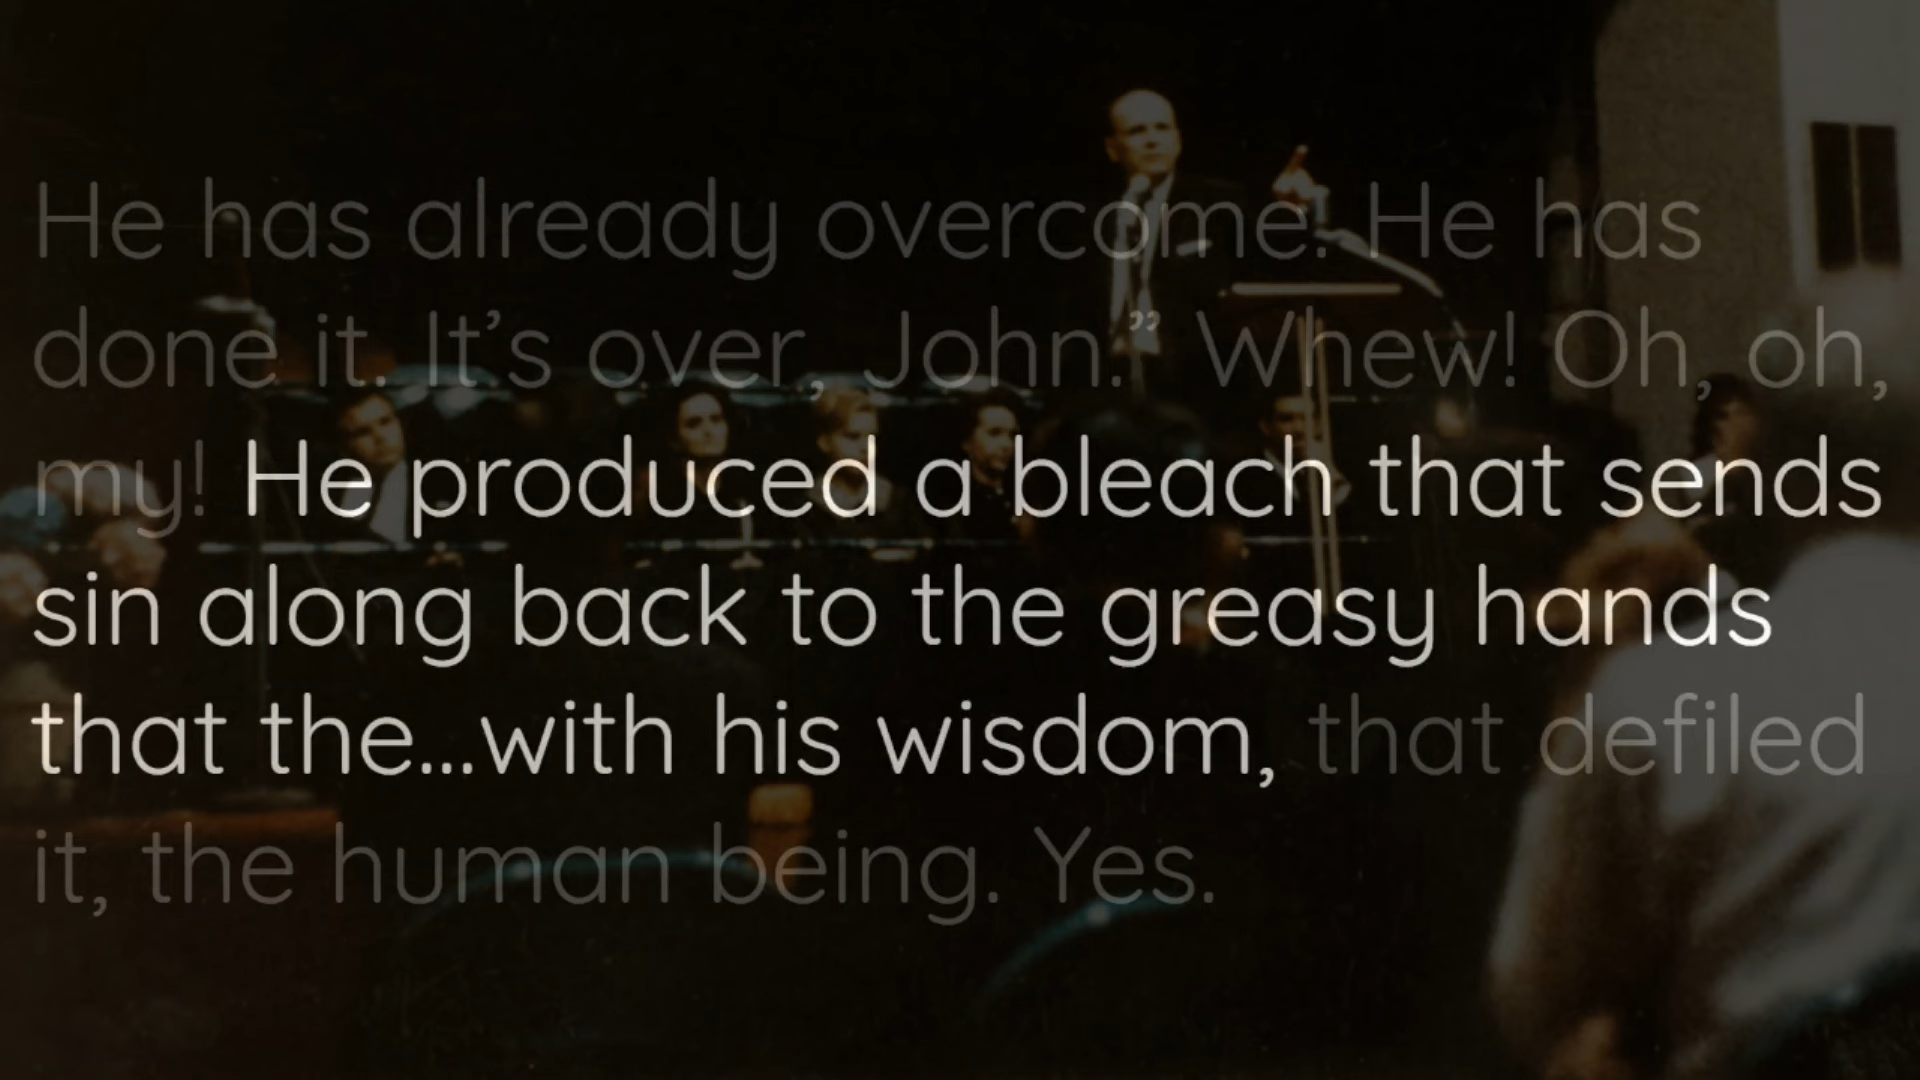 He has already overcome. He has
done it. It’s over, John.” Whew! Oh, oh,
my! He produced a bleach that sends
sin along back to the greasy hands
that the...with his wisdom, that defiled
it, the human being. Yes.